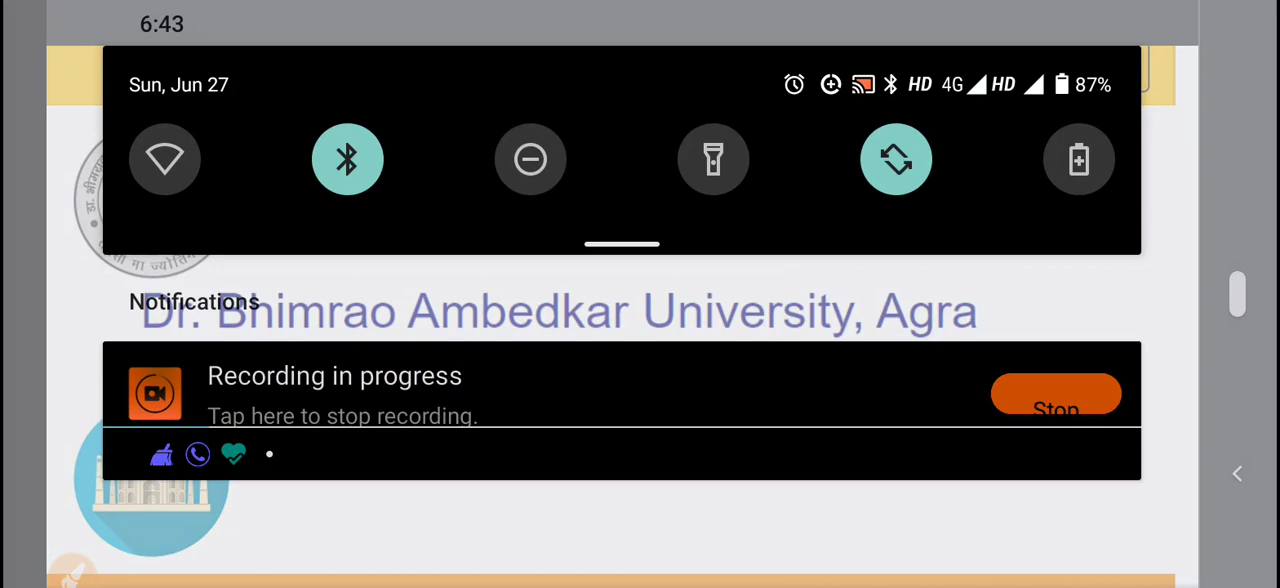 6:43
Sun, Jun 27
HD 4G HD 87%
Notifications
Dr. Bhimrao Ambedkar University, Agra
Recording in progress
Stop
Tap here to stop recording.